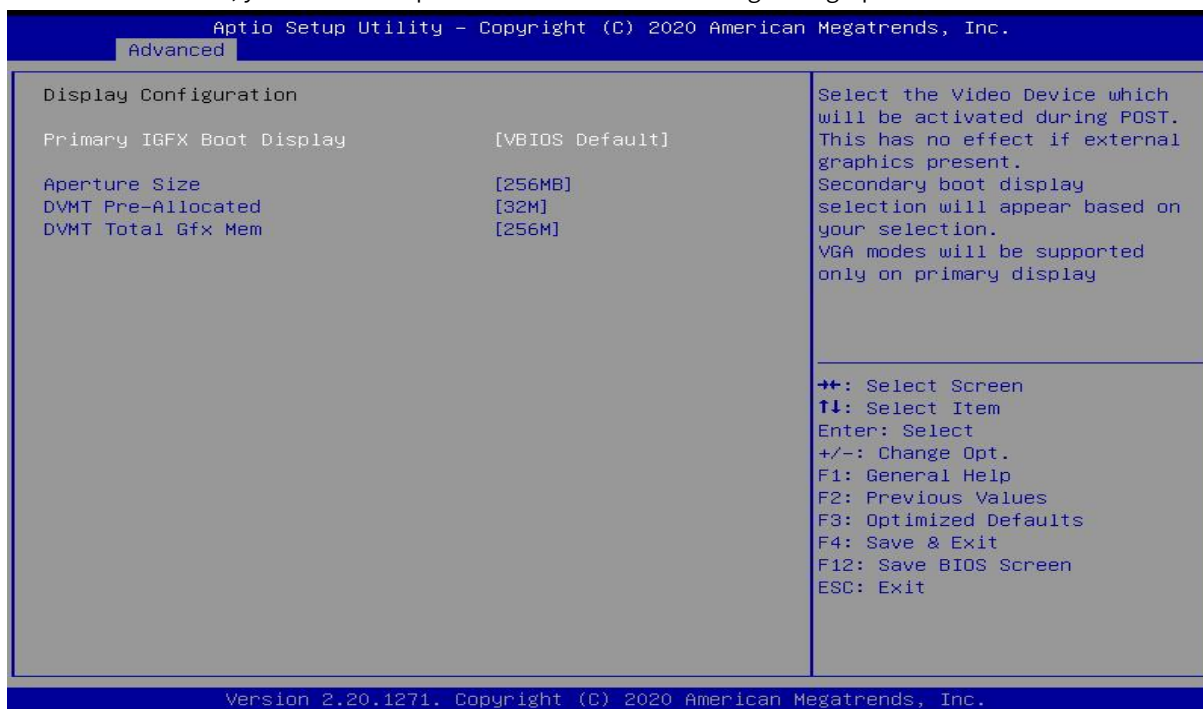 Aptio Setup Utility – Copyright (C) 2020 American Megatrends, Inc.
Advanced
Display Configuration
Primary IGFX Boot Display [VBIOS Default]
Aperture Size [256MB]
DVMT Pre-Allocated [32M]
DVMT Total Gfx Mem [256M]
Select the Video Device which
will be activated during POST.
This has no effect if external
graphics present.
Secondary boot display
selection will appear based on
your selection.
VGA modes will be supported
only on primary display
→←: Select Screen
↑↓: Select Item
Enter: Select
+/-: Change Opt.
F1: General Help
F2: Previous Values
F3: Optimized Defaults
F4: Save & Exit
F12: Save BIOS Screen
ESC: Exit
Version 2.20.1271. Copyright (C) 2020 American Megatrends, Inc.